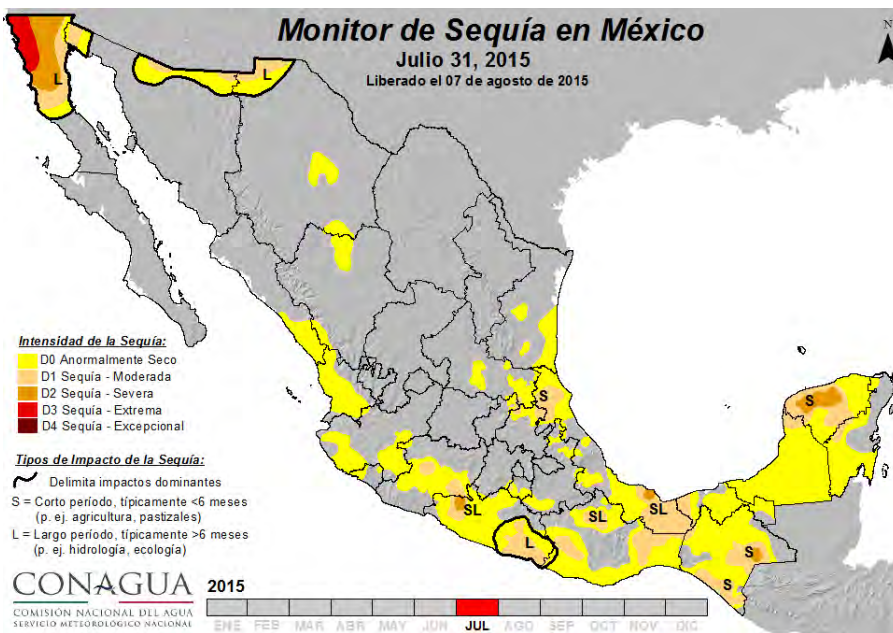 Monitor de Sequía en México
Julio 31, 2015
Liberado el 07 de agosto de 2015
N
L
L
Intensidad de la Sequía:
D0 Anormalmente Seco
D1 Sequía - Moderada
D2 Sequía - Severa
D3 Sequía - Extrema
D4 Sequía - Excepcional
S
S
Tipos de Impacto de la Sequía:
Delimita impactos dominantes
S = Corto período, típicamente <6 meses
(p. ej. agricultura, pastizales)
L = Largo período, típicamente >6 meses
(p. ej. hidrología, ecología)
SL
SL
SL
L
S
S
CONAGUA
COMISIÓN NACIONAL DEL AGUA
SERVICIO METEOROLÓGICO NACIONAL
2015
ENE FEB MAR ABR MAY JUN JUL AGO SEP OCT NOV DIC